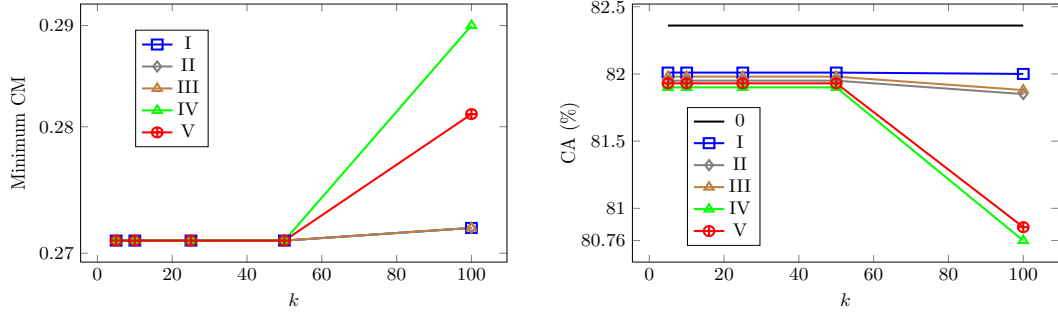 Minimum CM
0.29
0.28
0.27
I
II
III
IV
V
0 20 40 60 80 100
k
CA (%)
82.5
82
81.5
81
80.76
0
I
II
III
IV
V
0 20 40 60 80 100
k